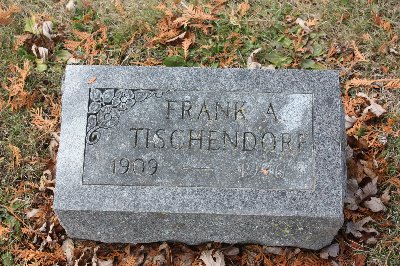 FRANK A.
TISCHENDORF
1909